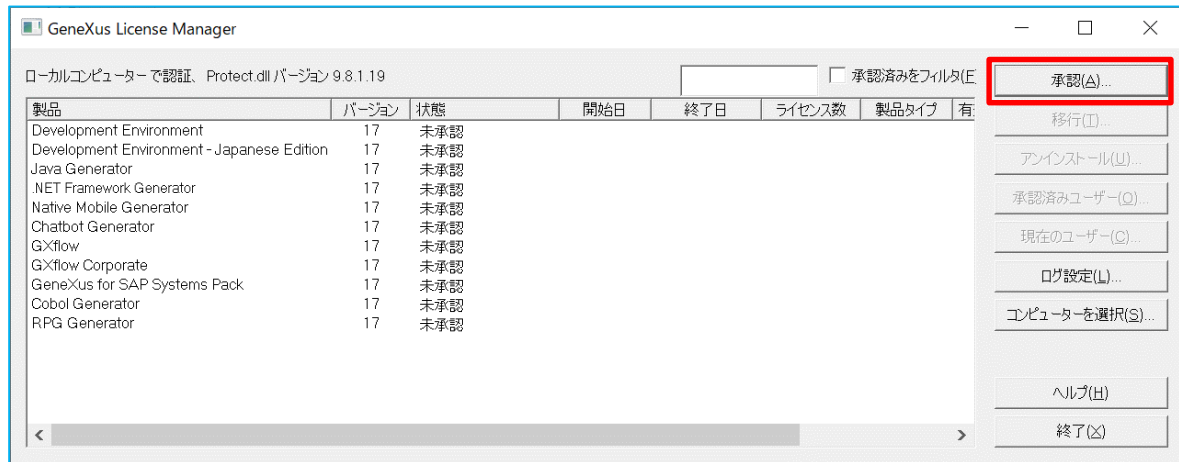 GeneXus License Manager
ローカルコンピューターで認証、Protect.dll バージョン 9.8.1.19
承認済みをフィルタ(F
承認(A)...
製品 バージョン 状態 開始日 終了日 ライセンス数 製品タイプ 有
移行(T)...
Development Environment 17 未承認
Development Environment - Japanese Edition 17 未承認
アンインストール(U)...
Java Generator 17 未承認
.NET Framework Generator 17 未承認
承認済みユーザー(O)...
Native Mobile Generator 17 未承認
Chatbot Generator 17 未承認
現在のユーザー(C)...
GXflow 17 未承認
GXflow Corporate 17 未承認
ログ設定(L)...
GeneXus for SAP Systems Pack 17 未承認
Cobol Generator 17 未承認
コンピューターを選択(S)...
RPG Generator 17 未承認
ヘルプ(H)
終了(X)